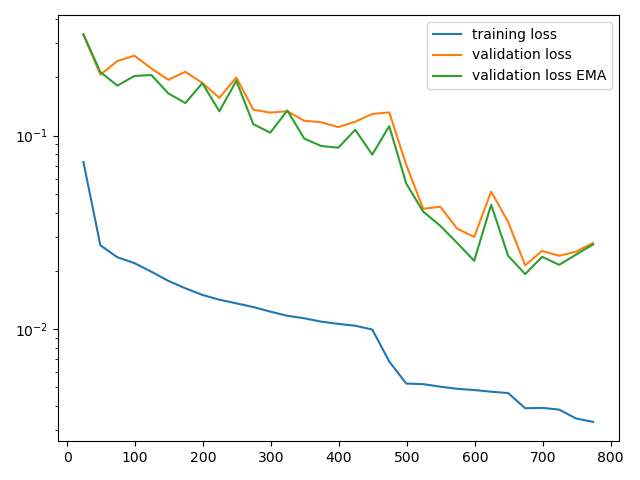 training loss
validation loss
validation loss EMA
10⁻¹
10⁻²
0 100 200 300 400 500 600 700 800